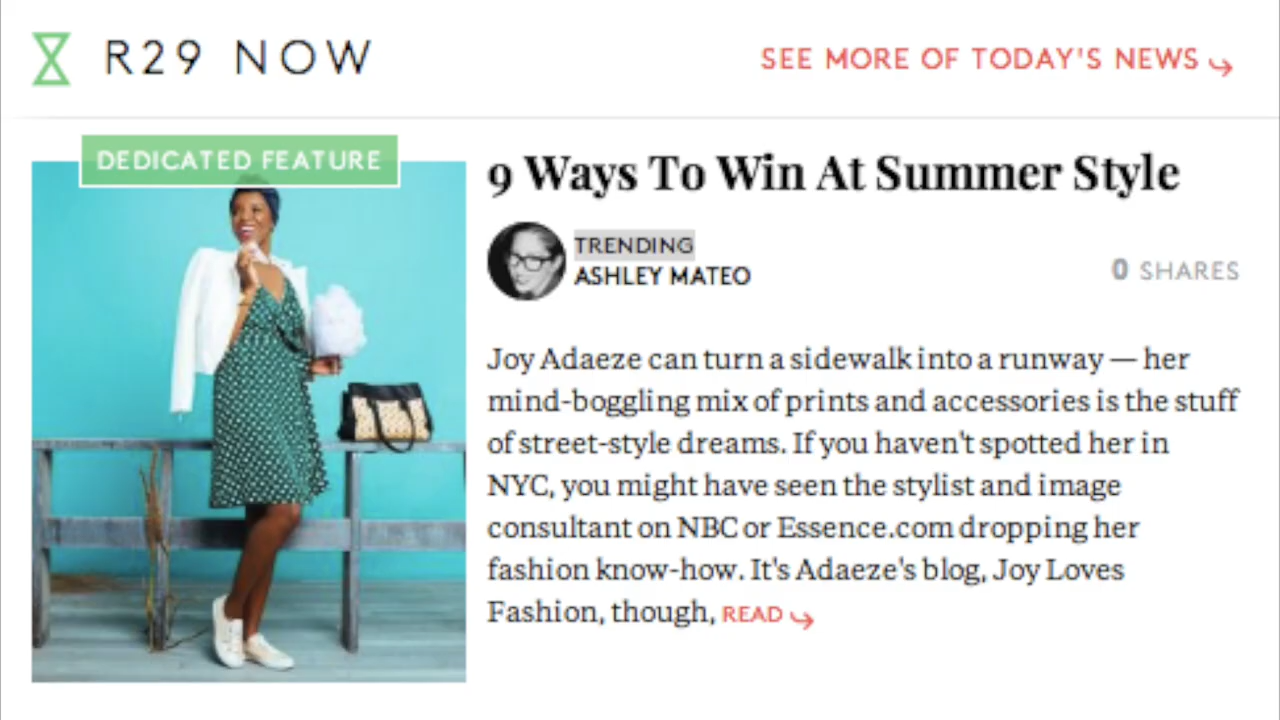 R29 NOW
SEE MORE OF TODAY'S NEWS
DEDICATED FEATURE
9 Ways To Win At Summer Style
TRENDING
ASHLEY MATEO
0 SHARES
Joy Adaeze can turn a sidewalk into a runway — her
mind-boggling mix of prints and accessories is the stuff
of street-style dreams. If you haven't spotted her in
NYC, you might have seen the stylist and image
consultant on NBC or Essence.com dropping her
fashion know-how. It's Adaeze's blog, Joy Loves
Fashion, though, READ